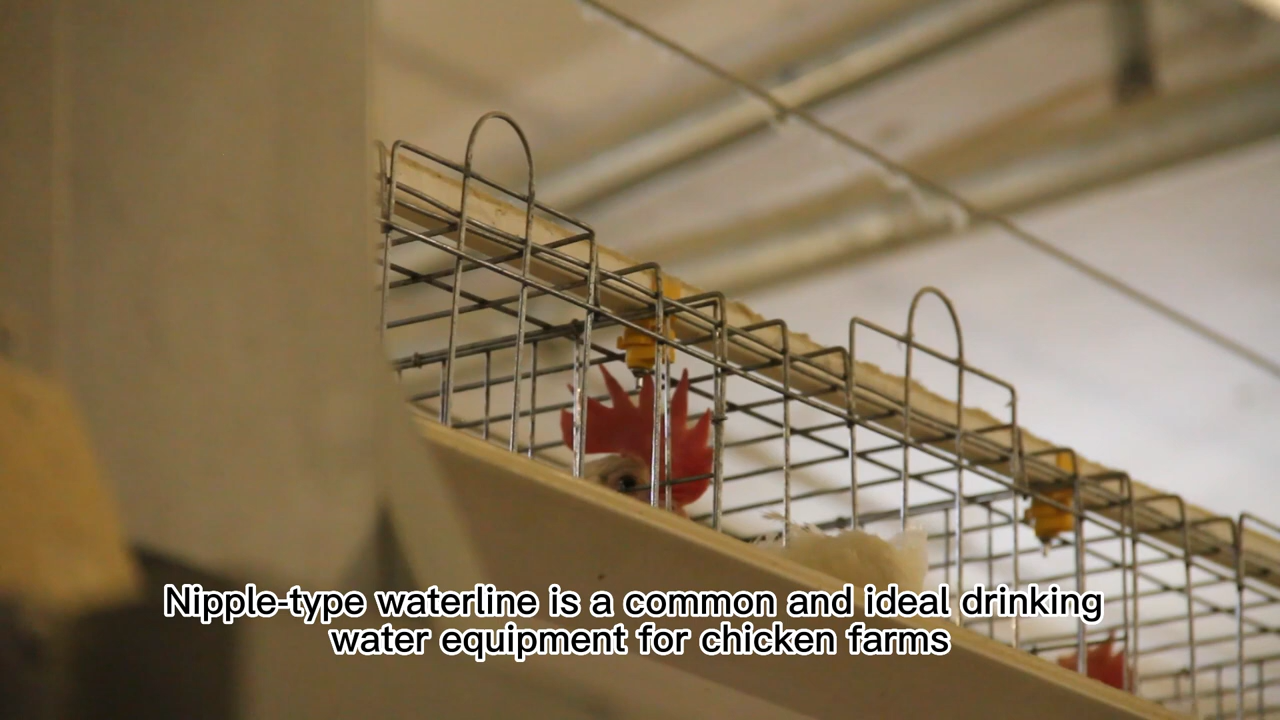 Nipple-type waterline is a common and ideal drinking
water equipment for chicken farms